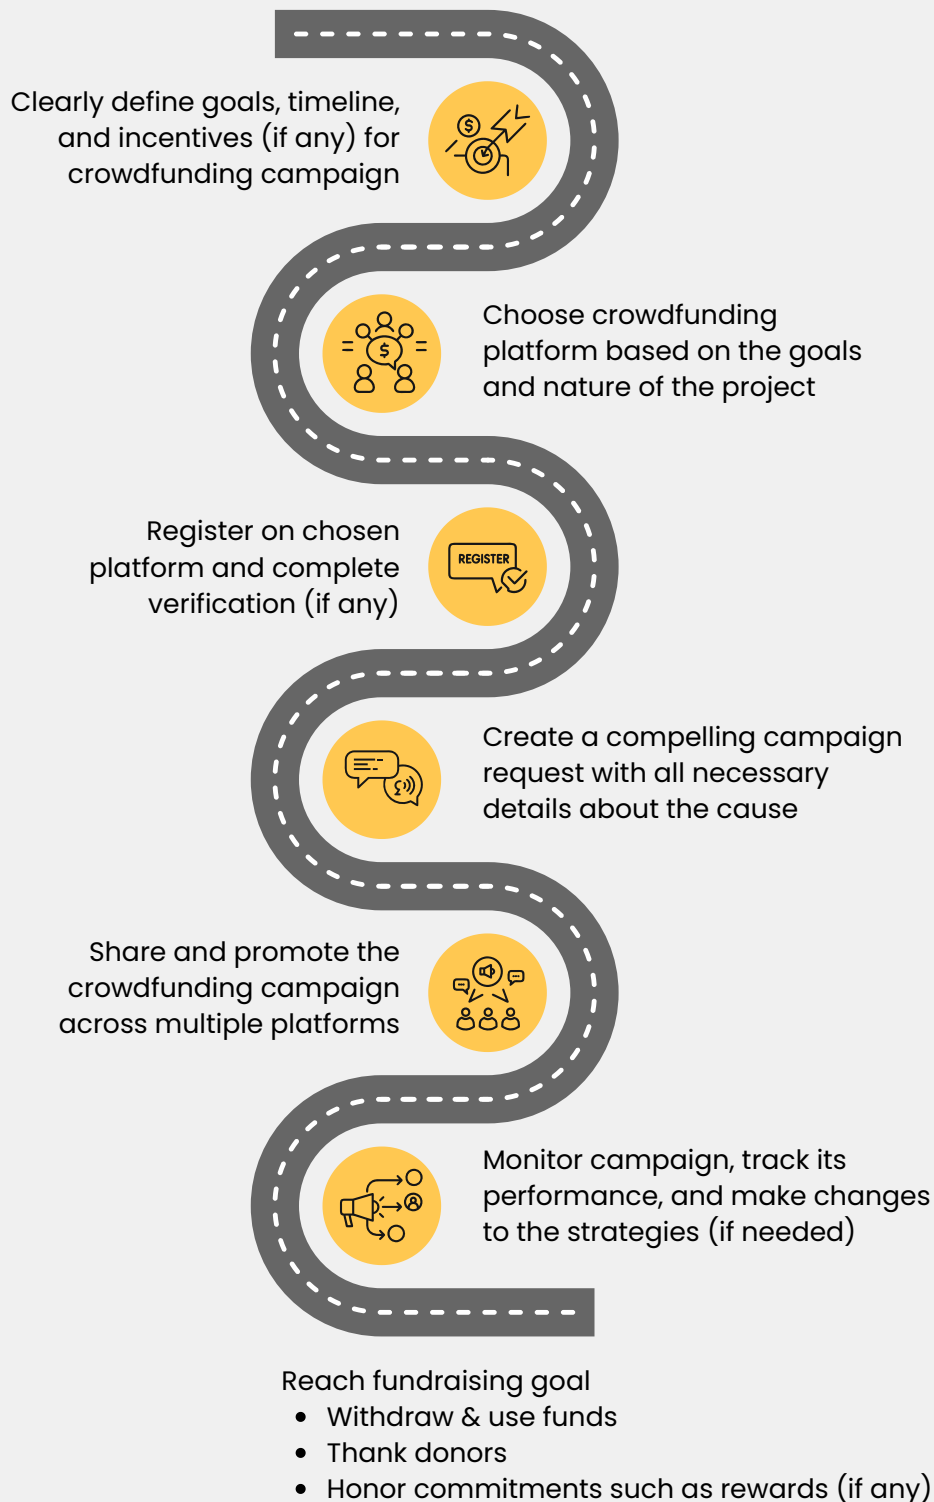 Clearly define goals, timeline,
and incentives (if any) for
crowdfunding campaign
$
Choose crowdfunding
platform based on the goals
and nature of the project
$
Register on chosen
platform and complete
verification (if any)
REGISTER
Create a compelling campaign
request with all necessary
details about the cause
Share and promote the
crowdfunding campaign
across multiple platforms
Monitor campaign, track its
performance, and make changes
to the strategies (if needed)
Reach fundraising goal
• Withdraw & use funds
• Thank donors
• Honor commitments such as rewards (if any)